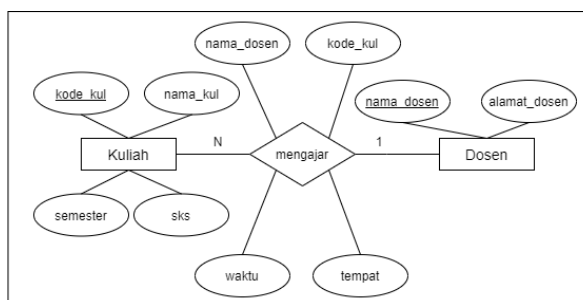 nama_dosen
kode_kul
kode_kul
nama_kul
nama_dosen
alamat_dosen
Kuliah
N
mengajar
1
Dosen
semester
sks
waktu
tempat